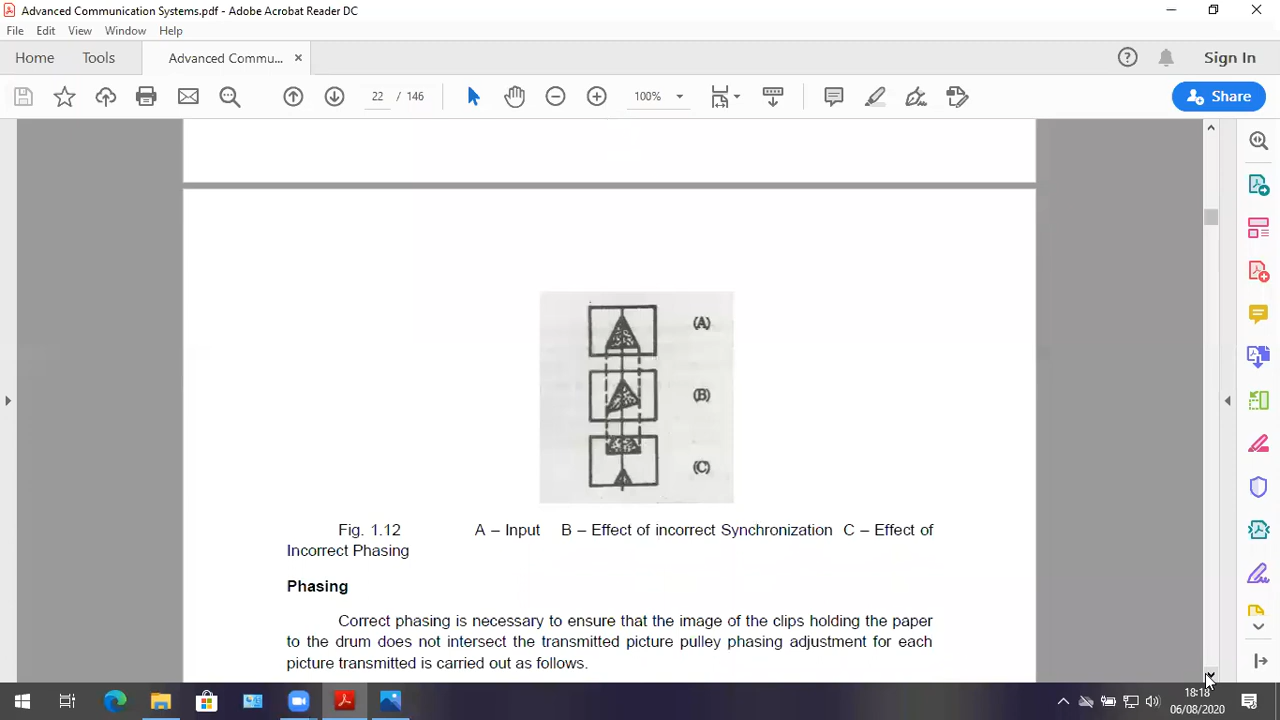 Advanced Communication Systems.pdf - Adobe Acrobat Reader DC
File Edit View Window Help
Home Tools Advanced Commu... Sign In
22 / 146 100% Share
(A)
(B)
(C)
Fig. 1.12 A – Input B – Effect of incorrect Synchronization C – Effect of
Incorrect Phasing
Phasing
Correct phasing is necessary to ensure that the image of the clips holding the paper
to the drum does not intersect the transmitted picture pulley phasing adjustment for each
picture transmitted is carried out as follows.
18:18
06/08/2020